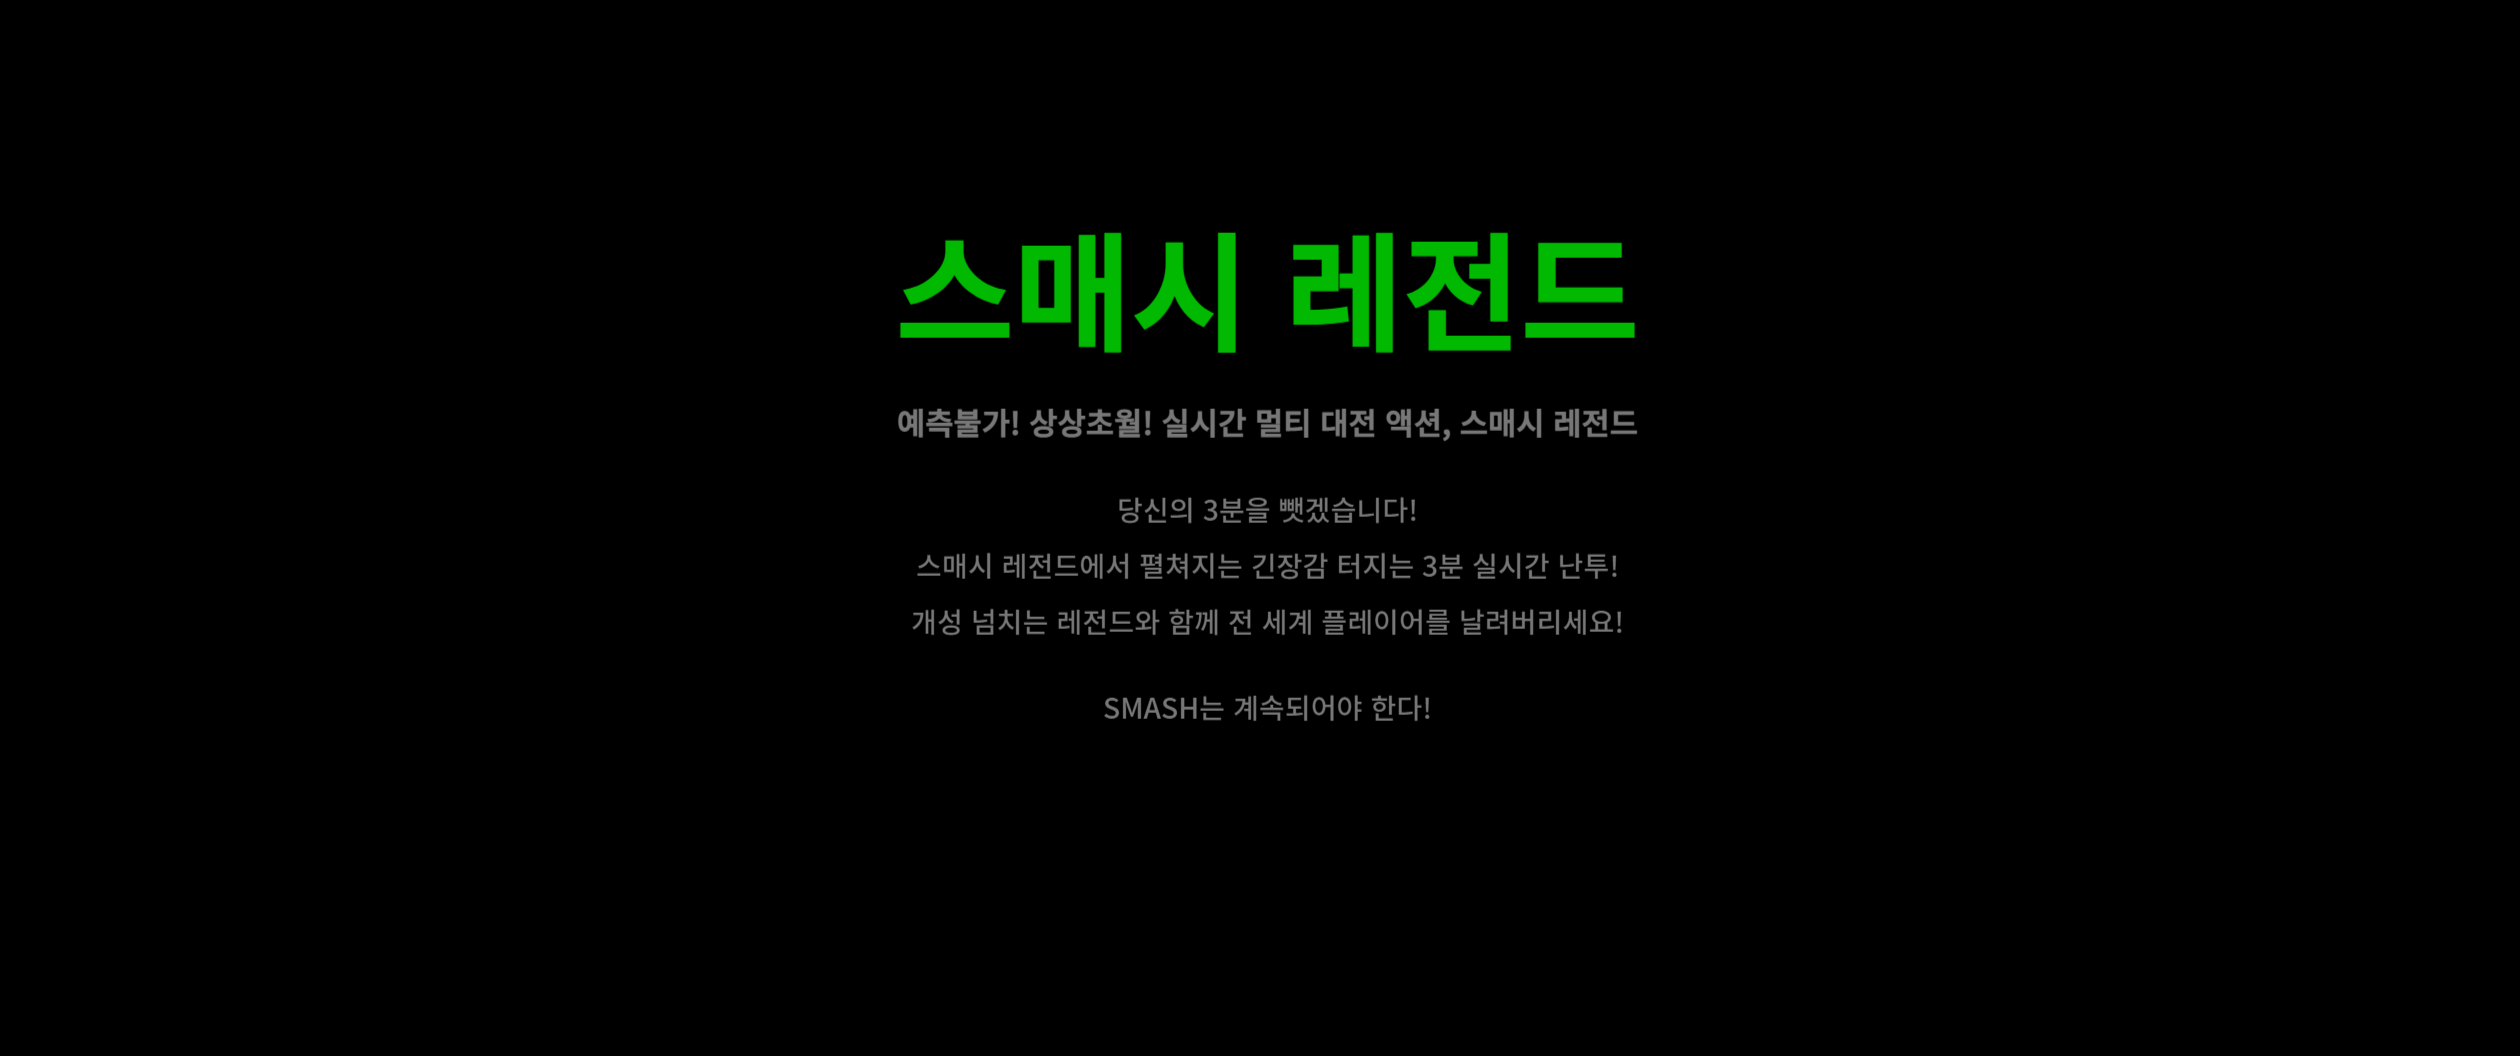 스매시 레전드
예측불가! 상상초월! 실시간 멀티 대전 액션, 스매시 레전드
당신의 3분을 뺏겠습니다!
스매시 레전드에서 펼쳐지는 긴장감 터지는 3분 실시간 난투!
개성 넘치는 레전드와 함께 전 세계 플레이어를 날려버리세요!
SMASH는 계속되어야 한다!